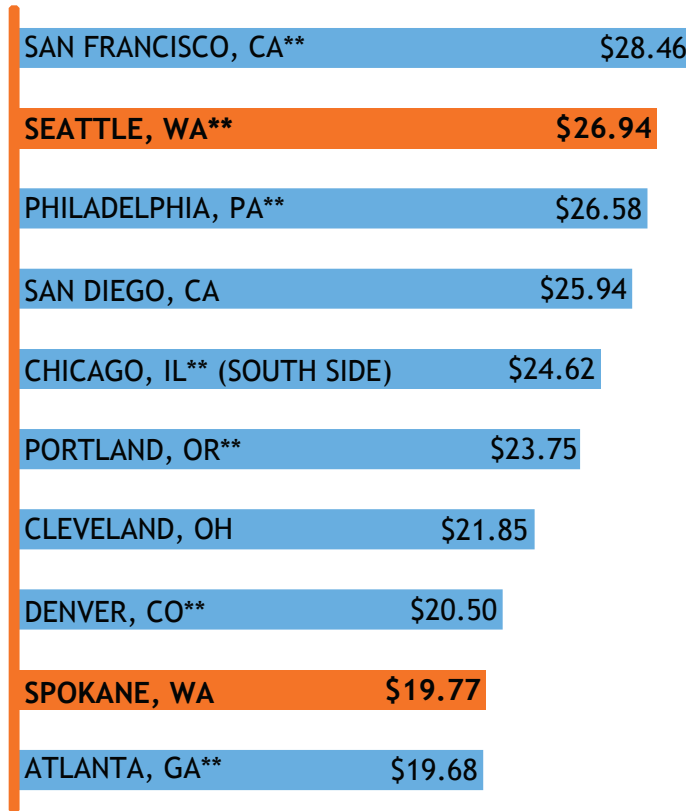 SAN FRANCISCO, CA** $28.46
SEATTLE, WA** $26.94
PHILADELPHIA, PA** $26.58
SAN DIEGO, CA $25.94
CHICAGO, IL** (SOUTH SIDE) $24.62
PORTLAND, OR** $23.75
CLEVELAND, OH $21.85
DENVER, CO** $20.50
SPOKANE, WA $19.77
ATLANTA, GA** $19.68